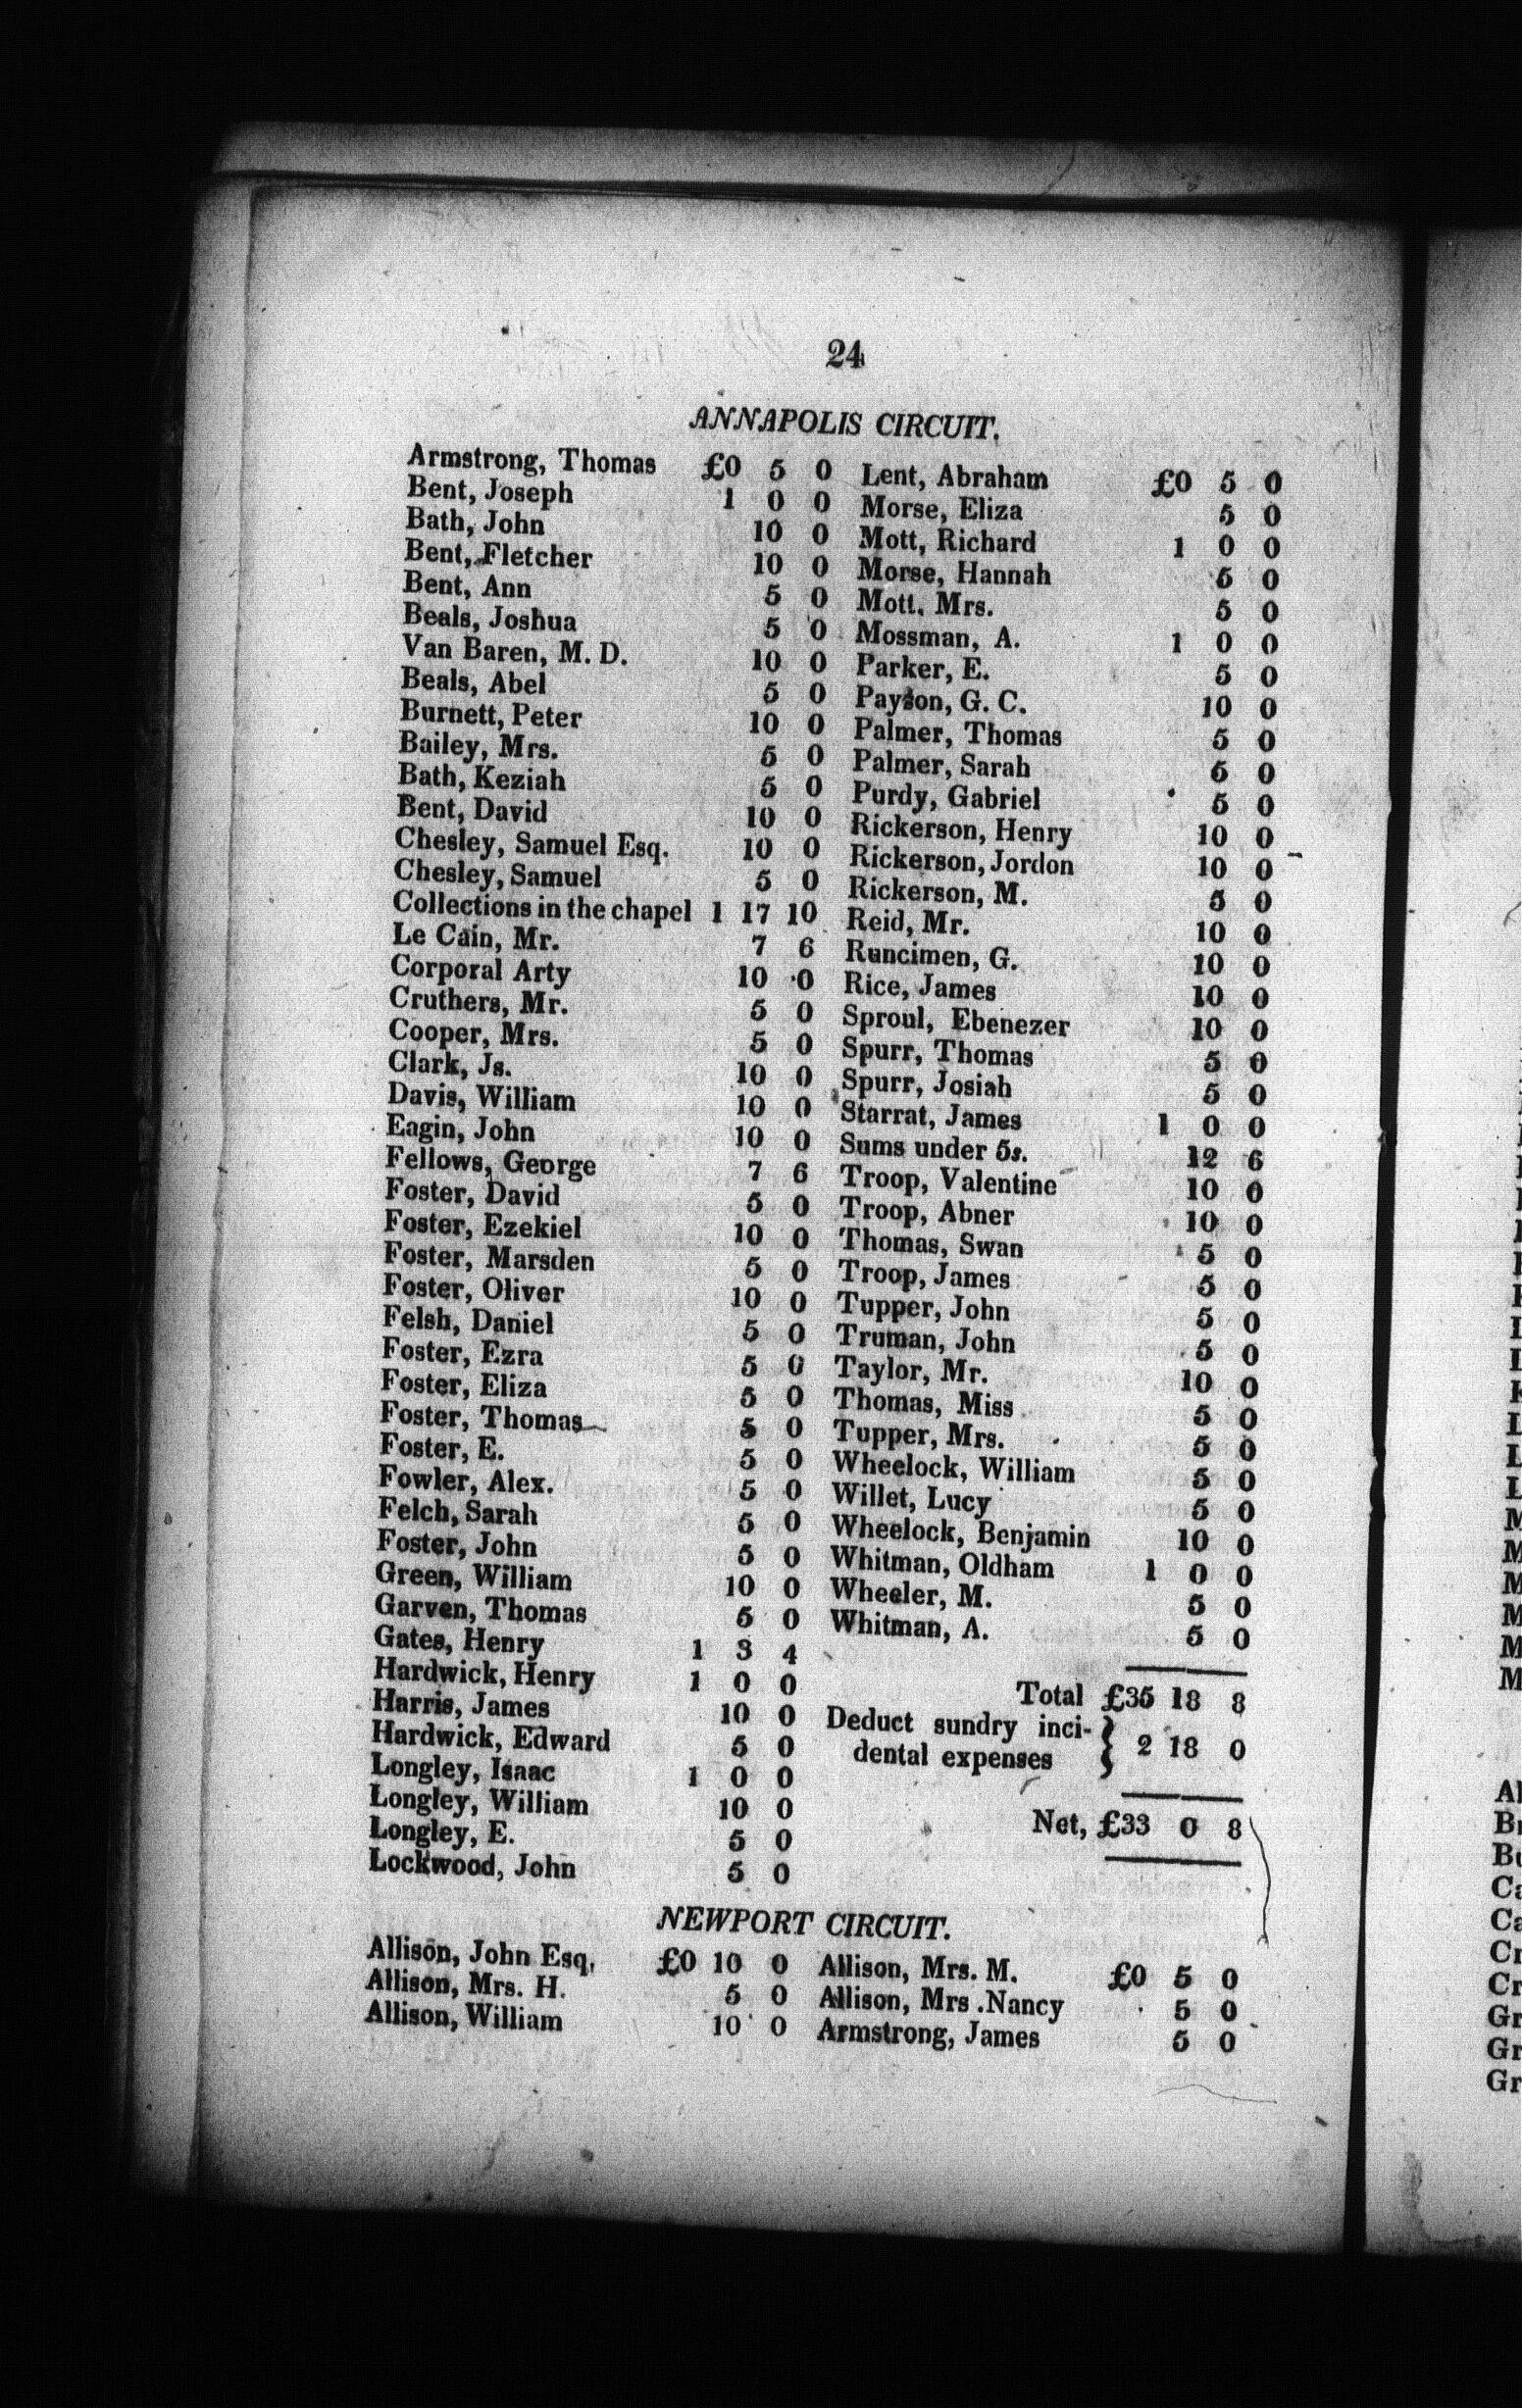 24
ANNAPOLIS CIRCUIT.
Armstrong, Thomas £0 5 0
Bent, Joseph 1 0 0
Bath, John 10 0
Bent, Fletcher 10 0
Bent, Ann 5 0
Beals, Joshua 5 0
Van Baren, M. D. 10 0
Beals, Abel 5 0
Burnett, Peter 10 0
Bailey, Mrs. 5 0
Bath, Keziah 5 0
Bent, David 10 0
Chesley, Samuel Esq. 10 0
Chesley, Samuel 5 0
Collections in the chapel 1 17 10
Le Cain, Mr. 7 6
Corporal Arty 10 0
Cruthers, Mr. 5 0
Cooper, Mrs. 5 0
Clark, Js. 10 0
Davis, William 10 0
Eagin, John 10 0
Fellows, George 7 6
Foster, David 5 0
Foster, Ezekiel 10 0
Foster, Marsden 5 0
Foster, Oliver 10 0
Felsh, Daniel 5 0
Foster, Ezra 5 0
Foster, Eliza 5 0
Foster, Thomas 5 0
Foster, E. 5 0
Fowler, Alex. 5 0
Felch, Sarah 5 0
Foster, John 5 0
Green, William 10 0
Garven, Thomas 5 0
Gates, Henry 1 3 4
Hardwick, Henry 1 0 0
Harris, James 10 0
Hardwick, Edward 5 0
Longley, Isaac 1 0 0
Longley, William 10 0
Longley, E. 5 0
Lockwood, John 5 0
Lent, Abraham £0 5 0
Morse, Eliza 5 0
Mott, Richard 1 0 0
Morse, Hannah 5 0
Mott, Mrs. 5 0
Mossman, A. 1 0 0
Parker, E. 5 0
Payson, G. C. 10 0
Palmer, Thomas 5 0
Palmer, Sarah 5 0
Purdy, Gabriel 5 0
Rickerson, Henry 10 0
Rickerson, Jordon 10 0
Rickerson, M. 5 0
Reid, Mr. 10 0
Runcimen, G. 10 0
Rice, James 10 0
Sproul, Ebenezer 10 0
Spurr, Thomas 5 0
Spurr, Josiah 5 0
Starrat, James 1 0 0
Sums under 5s. 12 6
Troop, Valentine 10 0
Troop, Abner 10 0
Thomas, Swan 5 0
Troop, James 5 0
Tupper, John 5 0
Truman, John 5 0
Taylor, Mr. 10 0
Thomas, Miss 5 0
Tupper, Mrs. 5 0
Wheelock, William 5 0
Willet, Lucy 5 0
Wheelock, Benjamin 10 0
Whitman, Oldham 1 0 0
Wheeler, M. 5 0
Whitman, A. 5 0
Total £35 18 8
Deduct sundry inci-
dental expenses } 2 18 0
Net, £33 0 8
NEWPORT CIRCUIT.
Allison, John Esq. £0 10 0
Allison, Mrs. H. 5 0
Allison, William 10 0
Allison, Mrs. M. £0 5 0
Allison, Mrs .Nancy 5 0
Armstrong, James 5 0